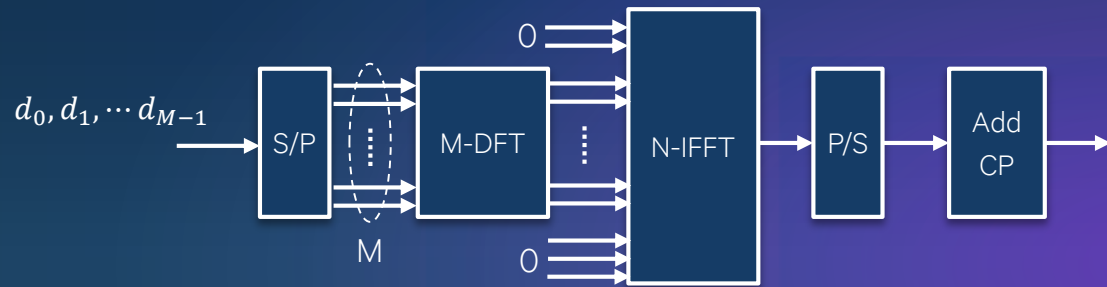 0
d_0, d_1, ⋯ d_{M−1}
S/P
M-DFT
N-IFFT
P/S
Add
CP
M
0